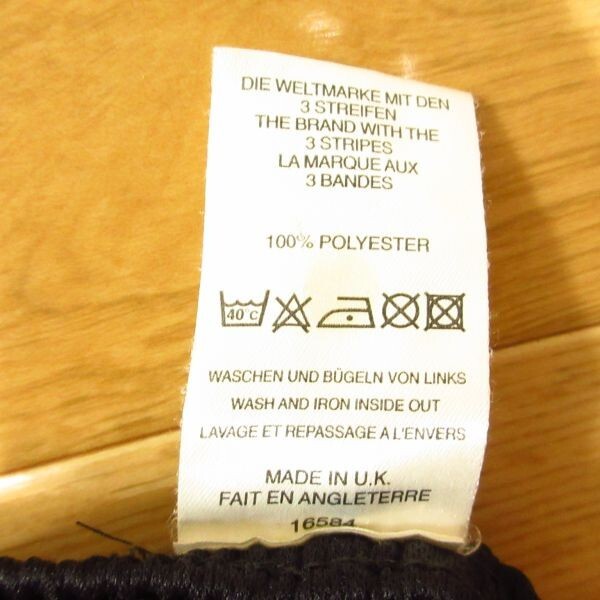 DIE WELTMARKE MIT DEN
3 STREIFEN
THE BRAND WITH THE
3 STRIPES
LA MARQUE AUX
3 BANDES
100% POLYESTER
40°C
WASCHEN UND BÜGELN VON LINKS
WASH AND IRON INSIDE OUT
LAVAGE ET REPASSAGE A L'ENVERS
MADE IN U.K.
FAIT EN ANGLETERRE
16584